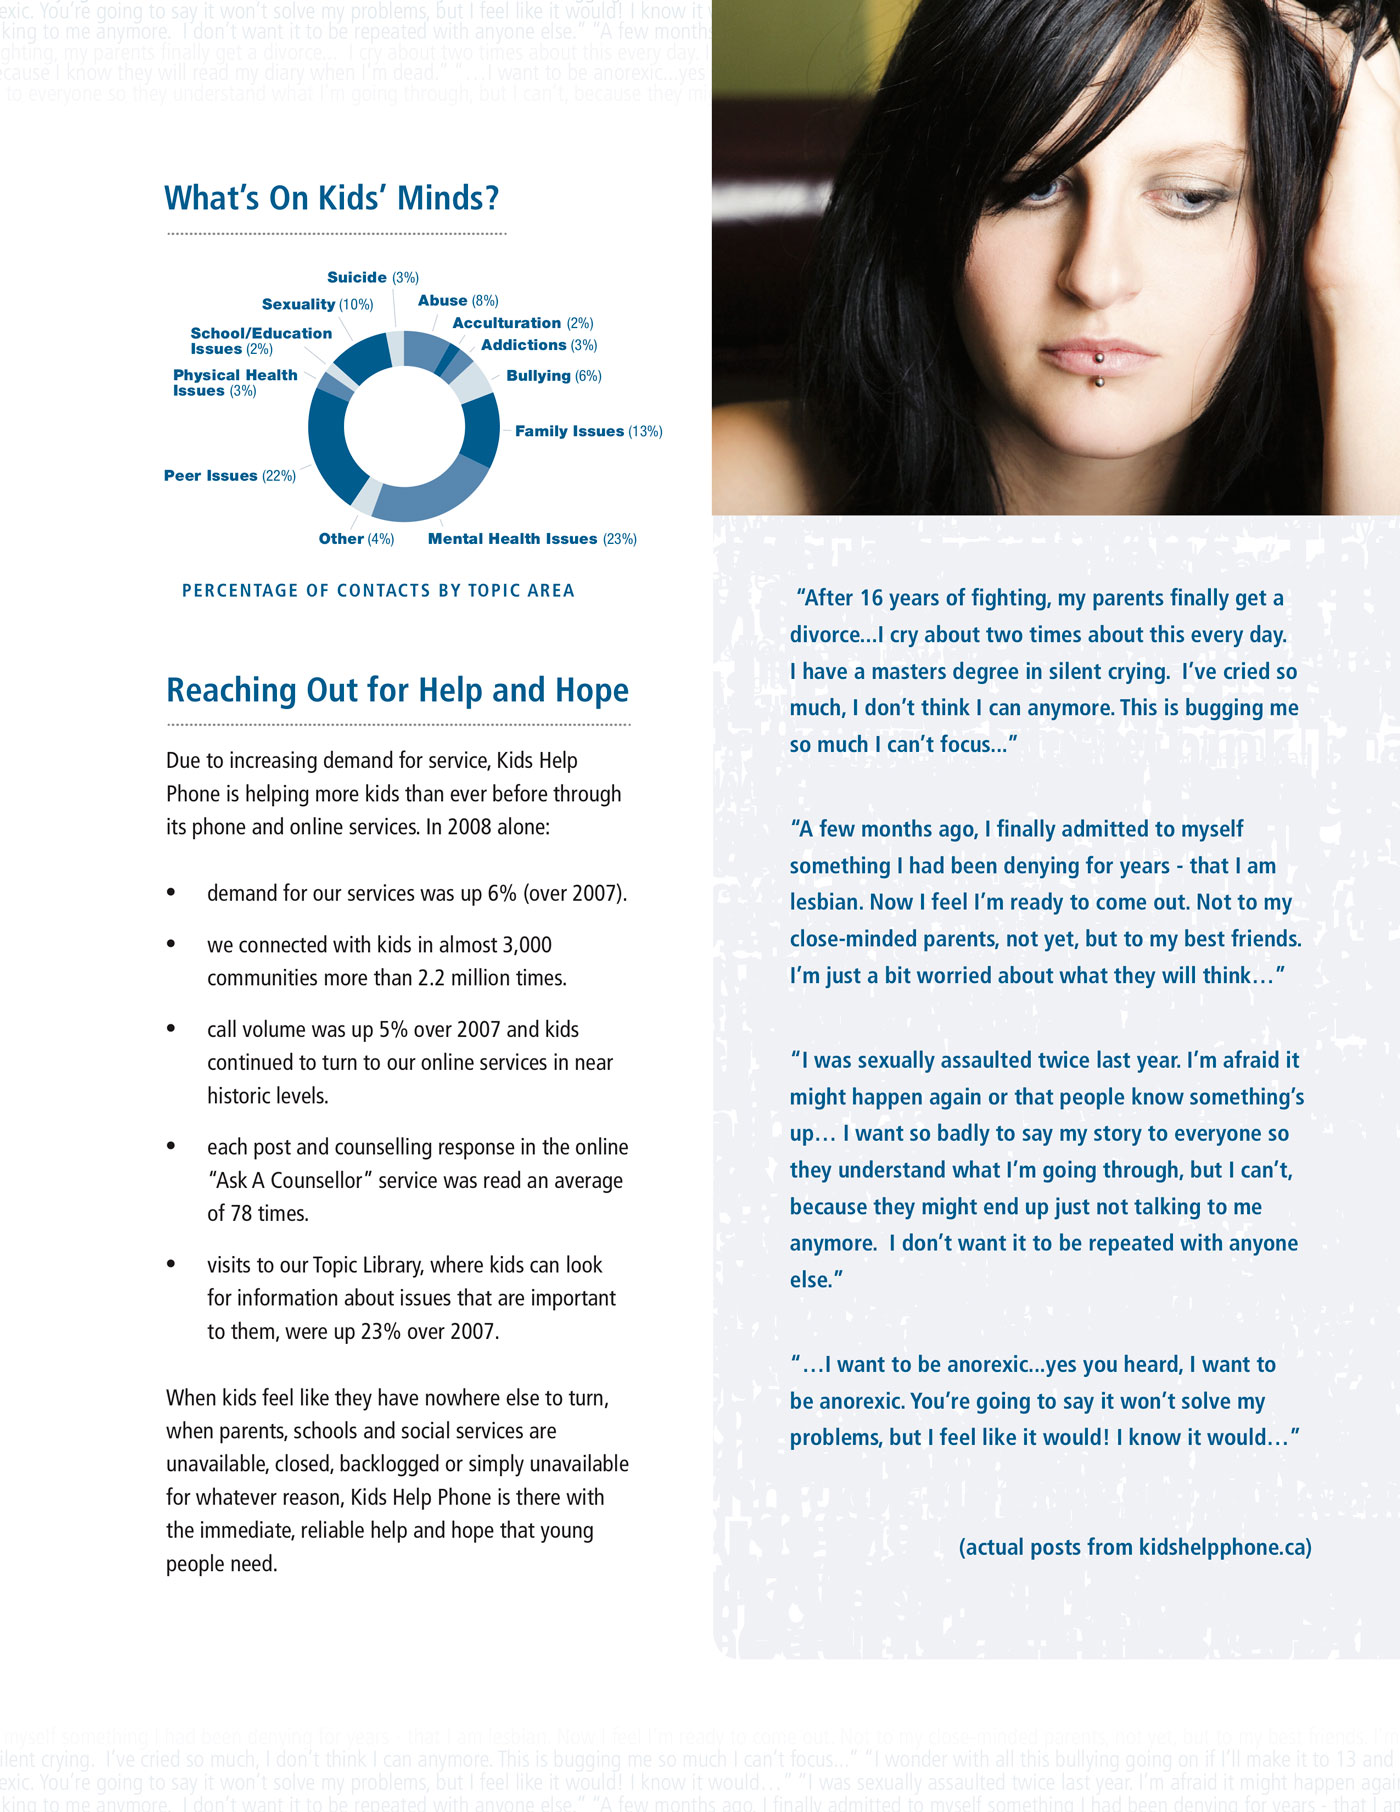 exic. You're going to say it won't solve my problems, but I feel like it would! I know it w
king to me anymore.  I don't want it to be repeated with anyone else." "A few months
ghting, my parents finally get a divorce...  I cry about two times about this every day. I
ecause I know they will read my diary when I'm dead." "…I want to be anorexic...yes
to everyone so they understand what I'm going through, but I can't, because they mi
What's On Kids' Minds?
Suicide (3%)
Abuse (8%)
Sexuality (10%)
Acculturation (2%)
School/Education
Issues (2%)
Addictions (3%)
Physical Health
Issues (3%)
Bullying (6%)
Family Issues (13%)
Peer Issues (22%)
Other (4%)
Mental Health Issues (23%)
PERCENTAGE OF CONTACTS BY TOPIC AREA
Reaching Out for Help and Hope
Due to increasing demand for service, Kids Help
Phone is helping more kids than ever before through
its phone and online services. In 2008 alone:
• demand for our services was up 6% (over 2007).
• we connected with kids in almost 3,000
communities more than 2.2 million times.
• call volume was up 5% over 2007 and kids
continued to turn to our online services in near
historic levels.
• each post and counselling response in the online
"Ask A Counsellor" service was read an average
of 78 times.
• visits to our Topic Library, where kids can look
for information about issues that are important
to them, were up 23% over 2007.
When kids feel like they have nowhere else to turn,
when parents, schools and social services are
unavailable, closed, backlogged or simply unavailable
for whatever reason, Kids Help Phone is there with
the immediate, reliable help and hope that young
people need.
"After 16 years of fighting, my parents finally get a
divorce...I cry about two times about this every day.
I have a masters degree in silent crying.  I've cried so
much, I don't think I can anymore. This is bugging me
so much I can't focus..."
"A few months ago, I finally admitted to myself
something I had been denying for years - that I am
lesbian. Now I feel I'm ready to come out. Not to my
close-minded parents, not yet, but to my best friends.
I'm just a bit worried about what they will think…"
"I was sexually assaulted twice last year. I'm afraid it
might happen again or that people know something's
up… I want so badly to say my story to everyone so
they understand what I'm going through, but I can't,
because they might end up just not talking to me
anymore.  I don't want it to be repeated with anyone
else."
"…I want to be anorexic...yes you heard, I want to
be anorexic. You're going to say it won't solve my
problems, but I feel like it would! I know it would…"
(actual posts from kidshelpphone.ca)
myself something I had been denying for years - that I am lesbian. Now I feel I'm ready to come out. Not to my close-minded parents, not yet, but to my best friends. I'm
ilent crying.  I've cried so much, I don't think I can anymore. This is bugging me so much I can't focus..." "I wonder with all this bullying going on if I'll make it to 13 and
exic. You're going to say it won't solve my problems, but I feel like it would! I know it would…" "I was sexually assaulted twice last year. I'm afraid it might happen again
king to me anymore.  I don't want it to be repeated with anyone else." "A few months ago, I finally admitted to myself something I had been denying for years - that I a